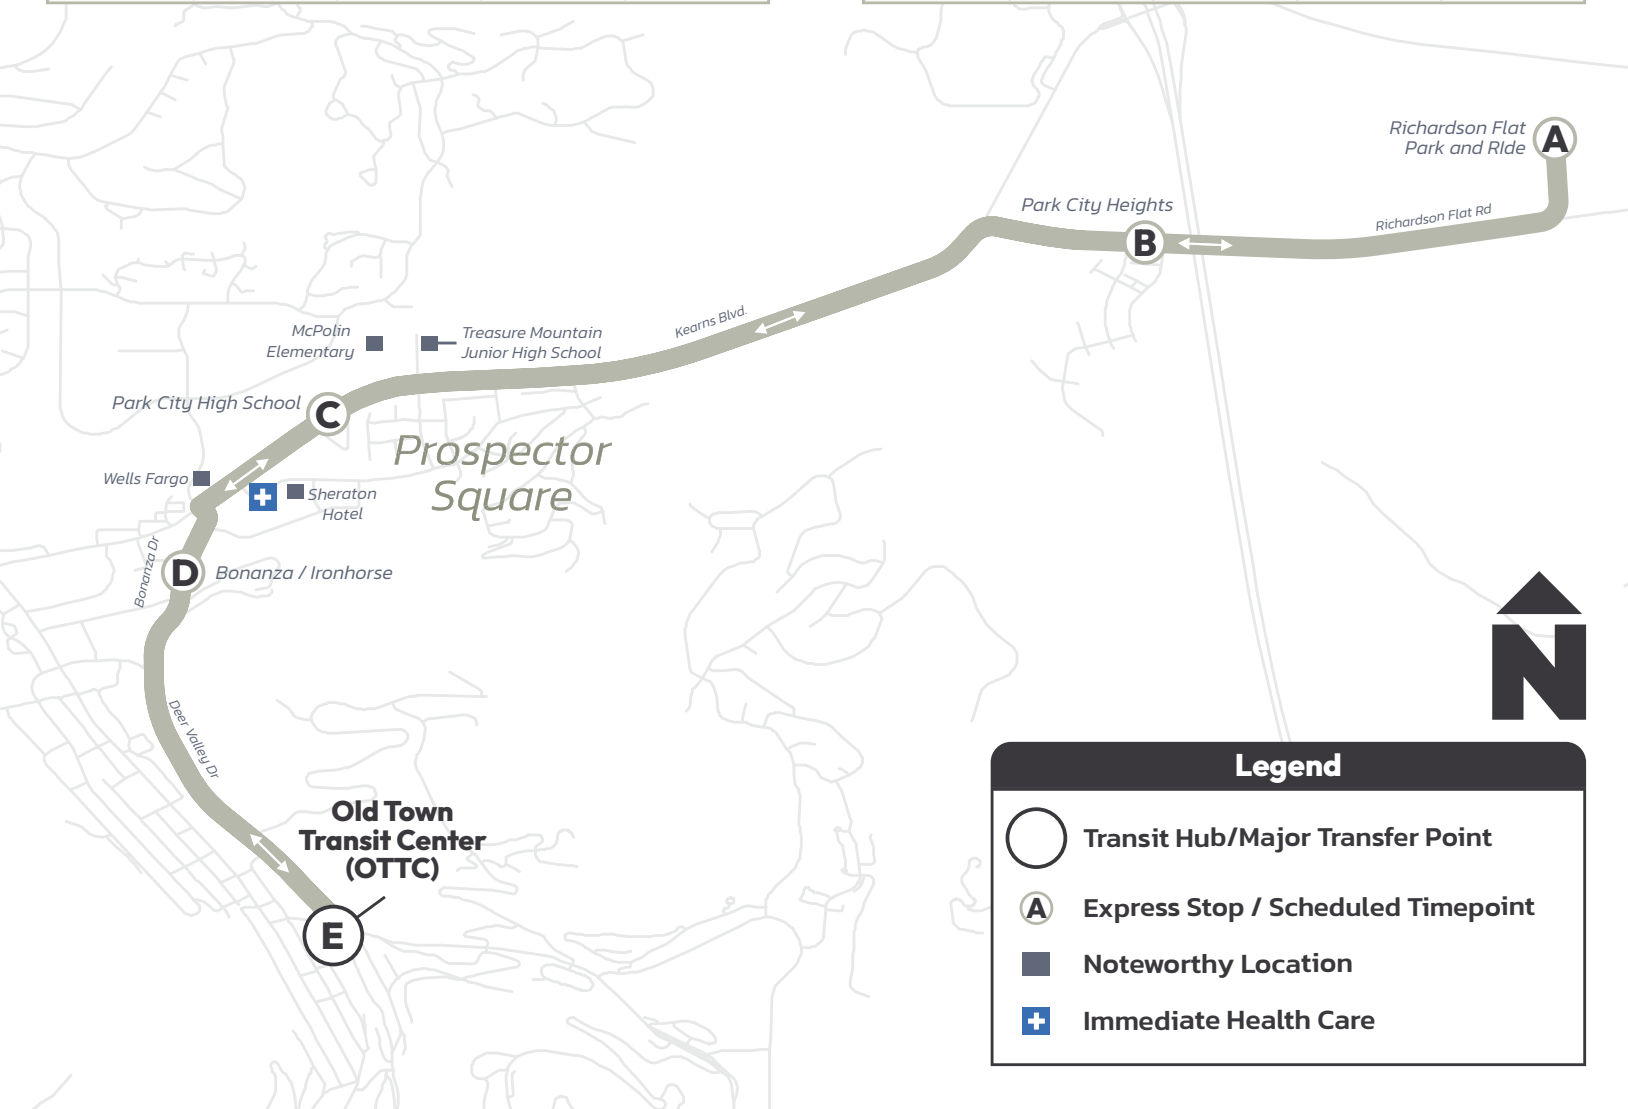 Richardson Flat
Park and RIde
A
Park City Heights
B
Richardson Flat Rd
Kearns Blvd.
McPolin
Elementary
Treasure Mountain
Junior High School
Park City High School
C
Prospector
Square
Wells Fargo
Sheraton
Hotel
Bonanza Dr
D
Bonanza / Ironhorse
Deer Valley Dr
Old Town
Transit Center
(OTTC)
E
N
Legend
Transit Hub/Major Transfer Point
A
Express Stop / Scheduled Timepoint
Noteworthy Location
Immediate Health Care